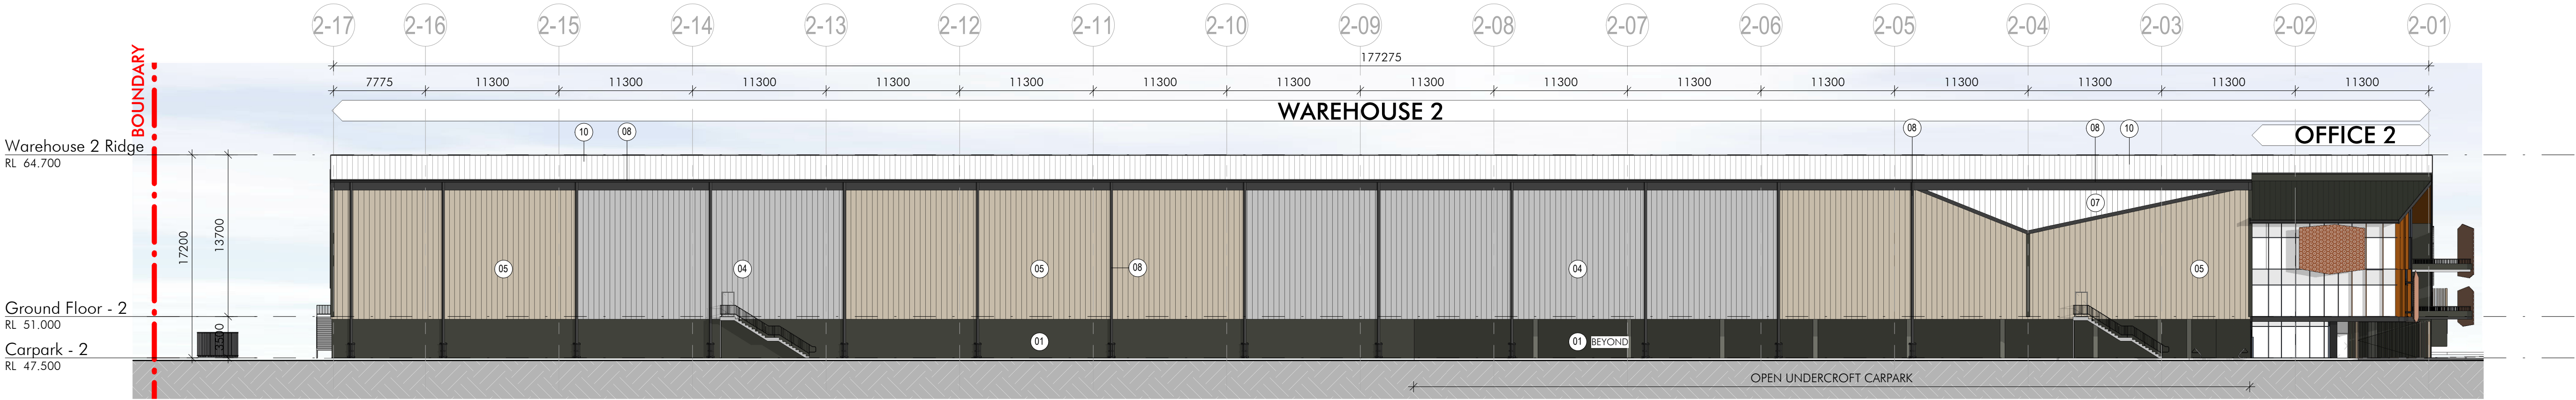 2-17 2-16 2-15 2-14 2-13 2-12 2-11 2-10 2-09 2-08 2-07 2-06 2-05 2-04 2-03 2-02 2-01
BOUNDARY
177275
7775 11300 11300 11300 11300 11300 11300 11300 11300 11300 11300 11300 11300 11300 11300 11300
WAREHOUSE 2
10 08 08 08 10
OFFICE 2
Warehouse 2 Ridge
RL 64.700
07
17200
13700
05 04 05 08 04 05
Ground Floor - 2
RL 51.000
3500
01 01 BEYOND
Carpark - 2
RL 47.500
OPEN UNDERCROFT CARPARK